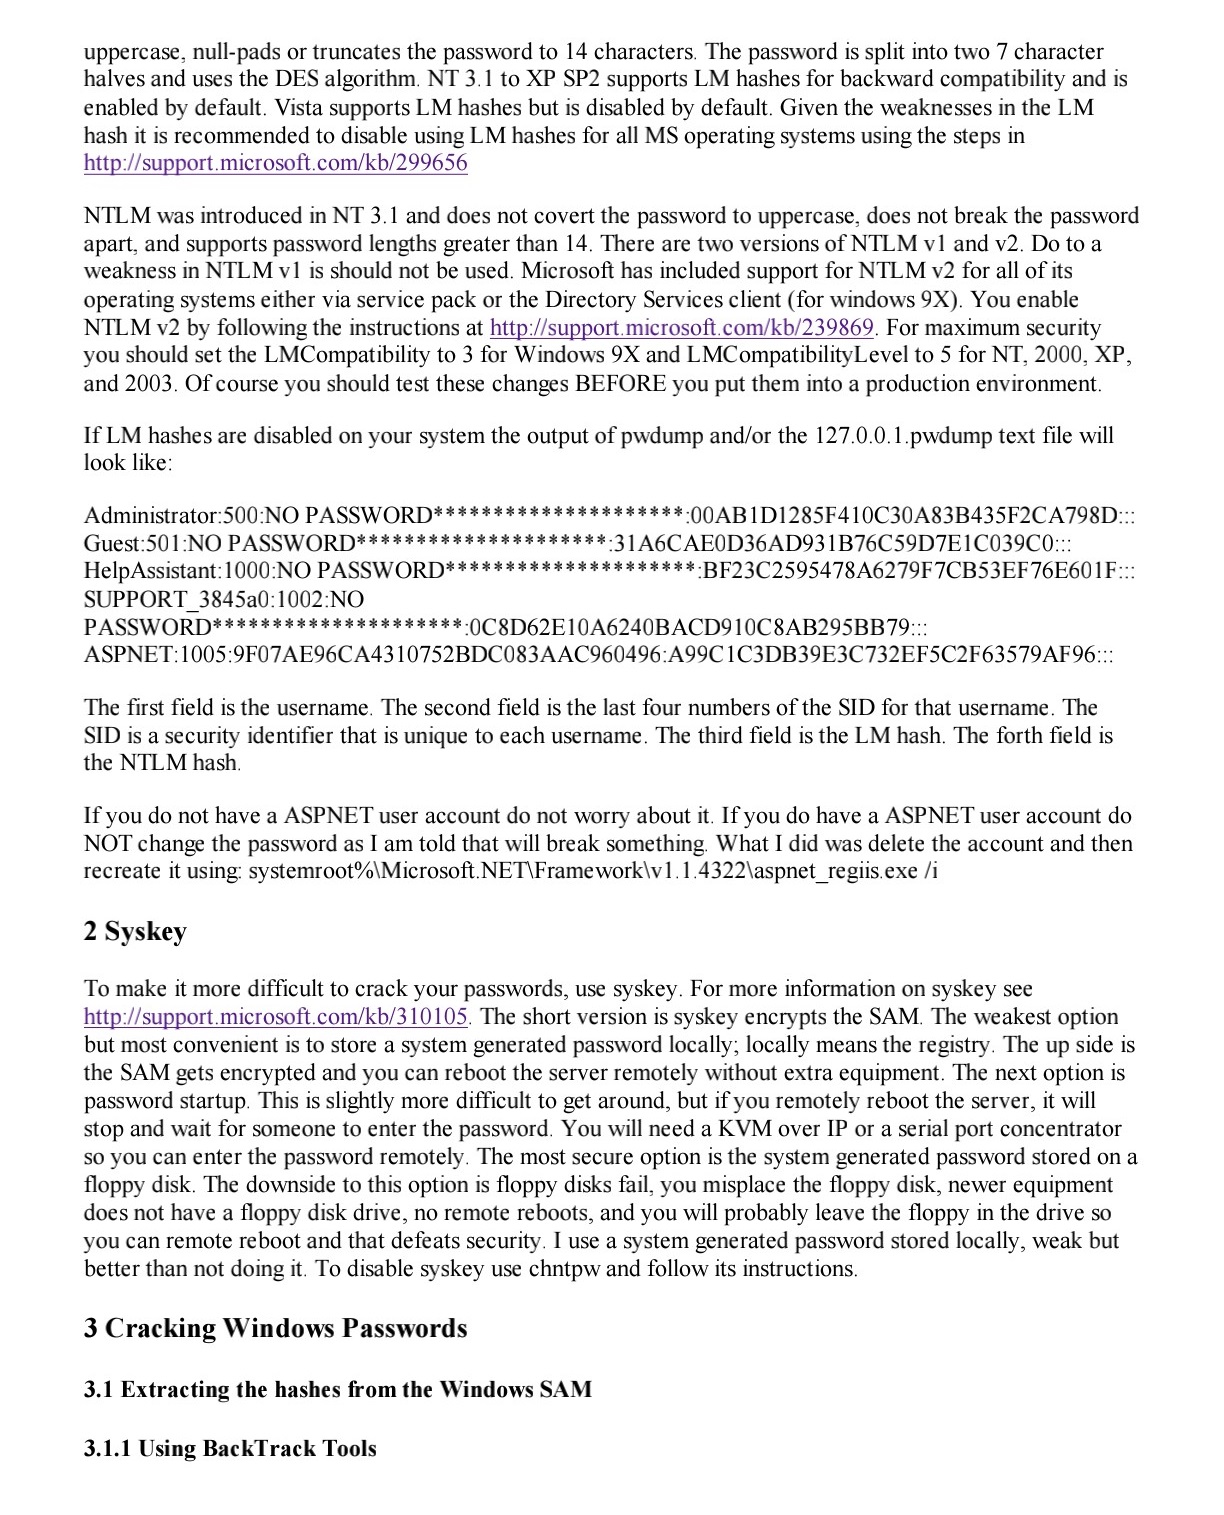 uppercase, null-pads or truncates the password to 14 characters. The password is split into two 7 character
halves and uses the DES algorithm. NT 3.1 to XP SP2 supports LM hashes for backward compatibility and is
enabled by default. Vista supports LM hashes but is disabled by default. Given the weaknesses in the LM
hash it is recommended to disable using LM hashes for all MS operating systems using the steps in
http://support.microsoft.com/kb/299656
NTLM was introduced in NT 3.1 and does not covert the password to uppercase, does not break the password
apart, and supports password lengths greater than 14. There are two versions of NTLM v1 and v2. Do to a
weakness in NTLM v1 is should not be used. Microsoft has included support for NTLM v2 for all of its
operating systems either via service pack or the Directory Services client (for windows 9X). You enable
NTLM v2 by following the instructions at http://support.microsoft.com/kb/239869. For maximum security
you should set the LMCompatibility to 3 for Windows 9X and LMCompatibilityLevel to 5 for NT, 2000, XP,
and 2003. Of course you should test these changes BEFORE you put them into a production environment.
If LM hashes are disabled on your system the output of pwdump and/or the 127.0.0.1.pwdump text file will
look like:
Administrator:500:NO PASSWORD*********************:00AB1D1285F410C30A83B435F2CA798D:::
Guest:501:NO PASSWORD*********************:31A6CAE0D36AD931B76C59D7E1C039C0:::
HelpAssistant:1000:NO PASSWORD*********************:BF23C2595478A6279F7CB53EF76E601F:::
SUPPORT_3845a0:1002:NO
PASSWORD*********************:0C8D62E10A6240BACD910C8AB295BB79:::
ASPNET:1005:9F07AE96CA4310752BDC083AAC960496:A99C1C3DB39E3C732EF5C2F63579AF96:::
The first field is the username. The second field is the last four numbers of the SID for that username. The
SID is a security identifier that is unique to each username. The third field is the LM hash. The forth field is
the NTLM hash.
If you do not have a ASPNET user account do not worry about it. If you do have a ASPNET user account do
NOT change the password as I am told that will break something. What I did was delete the account and then
recreate it using: systemroot%\Microsoft.NET\Framework\v1.1.4322\aspnet_regiis.exe /i
2 Syskey
To make it more difficult to crack your passwords, use syskey. For more information on syskey see
http://support.microsoft.com/kb/310105. The short version is syskey encrypts the SAM. The weakest option
but most convenient is to store a system generated password locally; locally means the registry. The up side is
the SAM gets encrypted and you can reboot the server remotely without extra equipment. The next option is
password startup. This is slightly more difficult to get around, but if you remotely reboot the server, it will
stop and wait for someone to enter the password. You will need a KVM over IP or a serial port concentrator
so you can enter the password remotely. The most secure option is the system generated password stored on a
floppy disk. The downside to this option is floppy disks fail, you misplace the floppy disk, newer equipment
does not have a floppy disk drive, no remote reboots, and you will probably leave the floppy in the drive so
you can remote reboot and that defeats security. I use a system generated password stored locally, weak but
better than not doing it. To disable syskey use chntpw and follow its instructions.
3 Cracking Windows Passwords
3.1 Extracting the hashes from the Windows SAM
3.1.1 Using BackTrack Tools